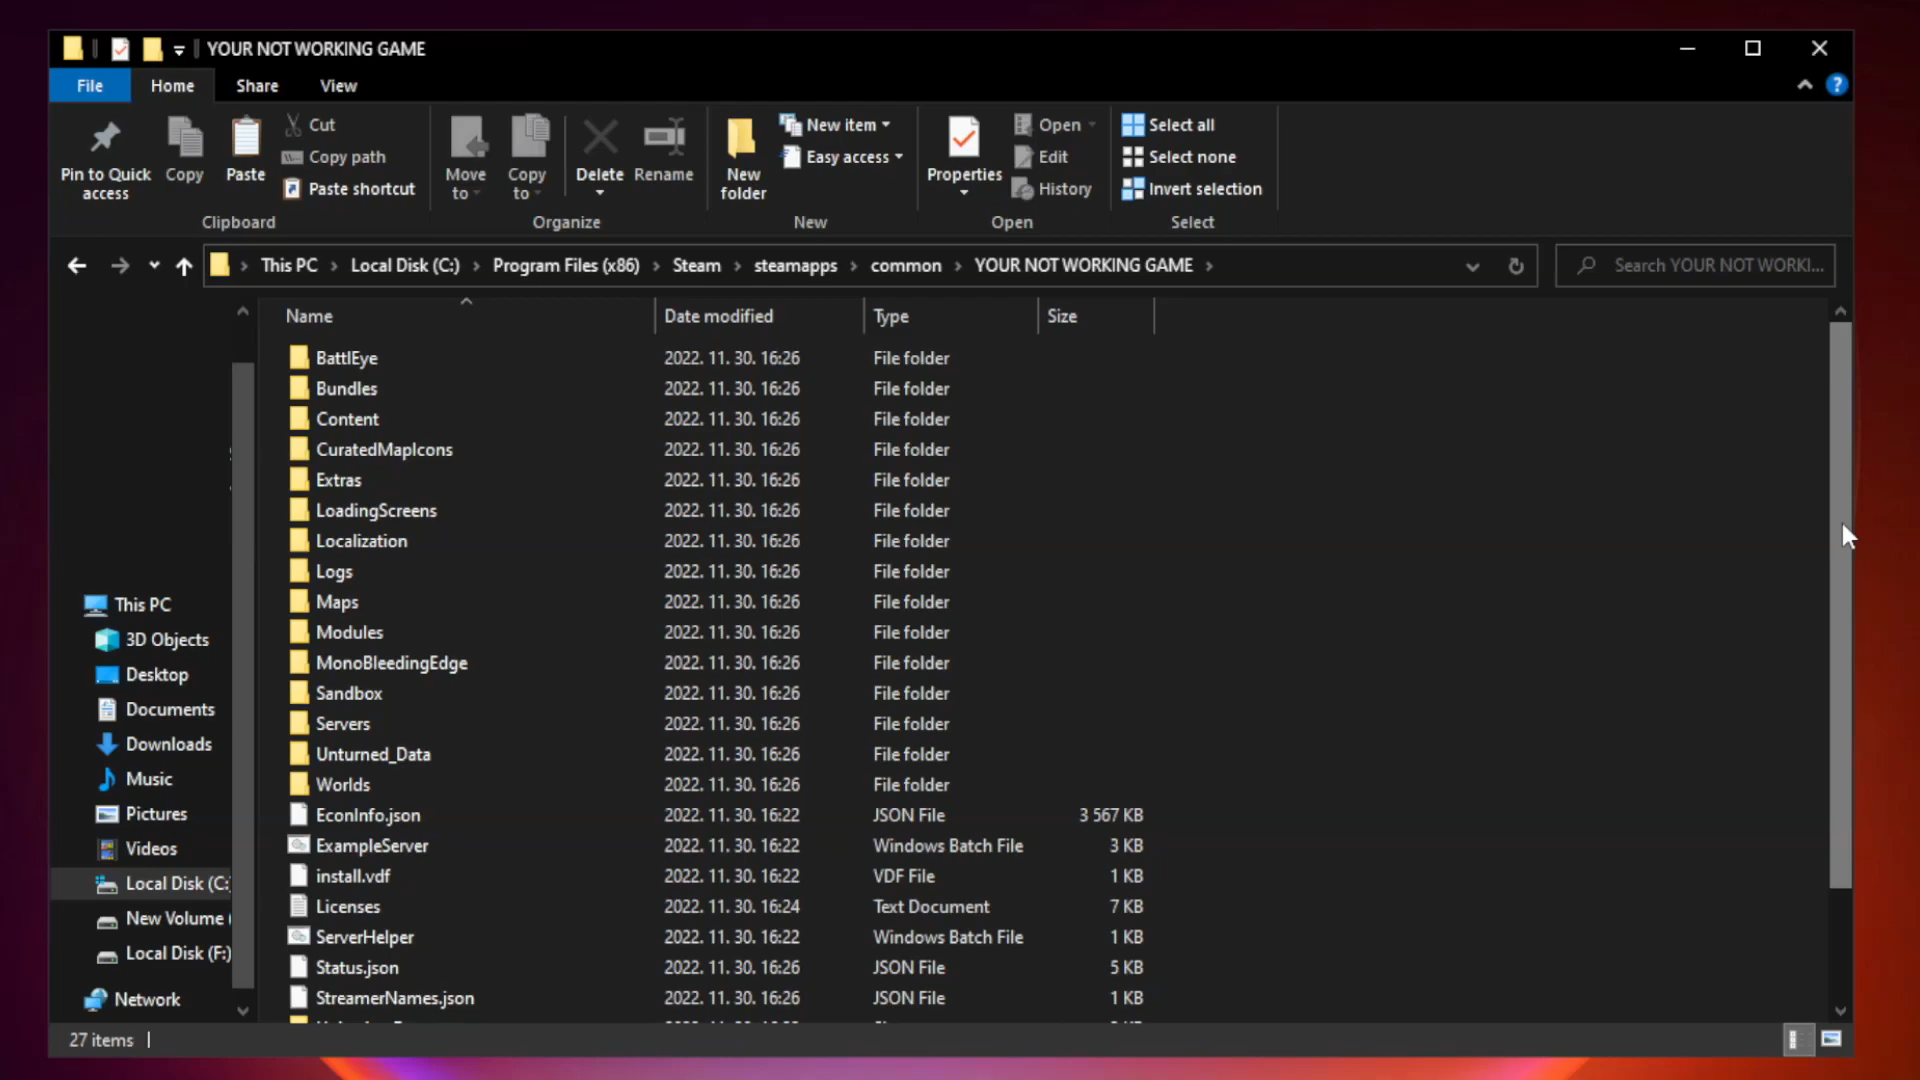 YOUR NOT WORKING GAME
File Home Share View
Pin to Quick access
Copy
Paste
Cut
Copy path
Paste shortcut
Clipboard
Move to
Copy to
Delete
Rename
Organize
New folder
New item
Easy access
New
Properties
Open
Edit
History
Open
Select all
Select none
Invert selection
Select
This PC > Local Disk (C:) > Program Files (x86) > Steam > steamapps > common > YOUR NOT WORKING GAME >
Search YOUR NOT WORKI...
Name Date modified Type Size
BattlEye 2022. 11. 30. 16:26 File folder
Bundles 2022. 11. 30. 16:26 File folder
Content 2022. 11. 30. 16:26 File folder
CuratedMapIcons 2022. 11. 30. 16:26 File folder
Extras 2022. 11. 30. 16:26 File folder
LoadingScreens 2022. 11. 30. 16:26 File folder
Localization 2022. 11. 30. 16:26 File folder
Logs 2022. 11. 30. 16:26 File folder
Maps 2022. 11. 30. 16:26 File folder
Modules 2022. 11. 30. 16:26 File folder
MonoBleedingEdge 2022. 11. 30. 16:26 File folder
Sandbox 2022. 11. 30. 16:26 File folder
Servers 2022. 11. 30. 16:26 File folder
Unturned_Data 2022. 11. 30. 16:26 File folder
Worlds 2022. 11. 30. 16:26 File folder
EconInfo.json 2022. 11. 30. 16:22 JSON File 3 567 KB
ExampleServer 2022. 11. 30. 16:22 Windows Batch File 3 KB
install.vdf 2022. 11. 30. 16:22 VDF File 1 KB
Licenses 2022. 11. 30. 16:24 Text Document 7 KB
ServerHelper 2022. 11. 30. 16:22 Windows Batch File 1 KB
Status.json 2022. 11. 30. 16:26 JSON File 5 KB
StreamerNames.json 2022. 11. 30. 16:26 JSON File 1 KB
This PC
3D Objects
Desktop
Documents
Downloads
Music
Pictures
Videos
Local Disk (C:
New Volume (
Local Disk (F:)
Network
27 items